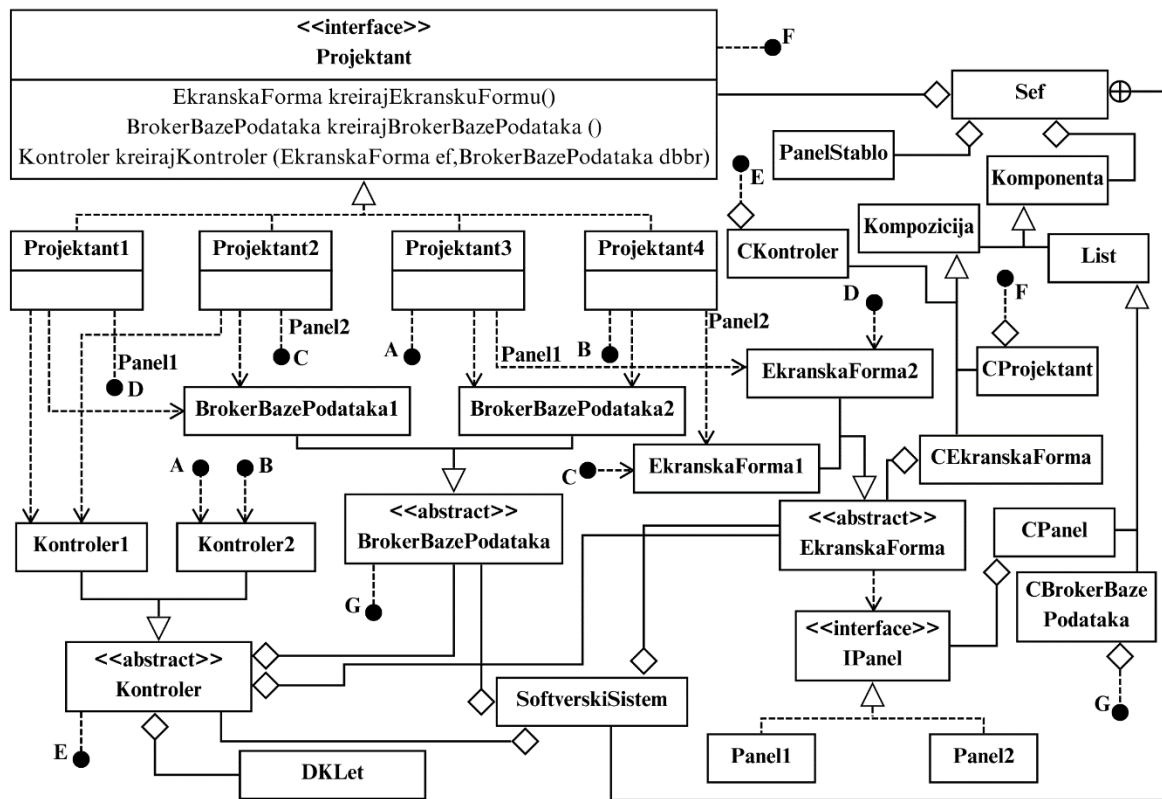 <<interface>>
Projektant
F
EkranskaForma kreirajEkranskuFormu()
BrokerBazePodataka kreirajBrokerBazePodataka ()
Kontroler kreirajKontroler (EkranskaForma ef,BrokerBazePodataka dbbr)
Sef
PanelStablo
Komponenta
E
Kompozicija
List
CKontroler
Projektant1
Projektant2
Projektant3
Projektant4
F
D
Panel1
D
Panel2
C
A
Panel1
B
Panel2
EkranskaForma2
CProjektant
BrokerBazePodataka1
BrokerBazePodataka2
A
B
C
EkranskaForma1
CEkranskaForma
Kontroler1
Kontroler2
<<abstract>>
BrokerBazePodataka
<<abstract>>
EkranskaForma
CPanel
G
CBrokerBaze
Podataka
<<interface>>
IPanel
<<abstract>>
Kontroler
SoftverskiSistem
G
E
DKLet
Panel1
Panel2